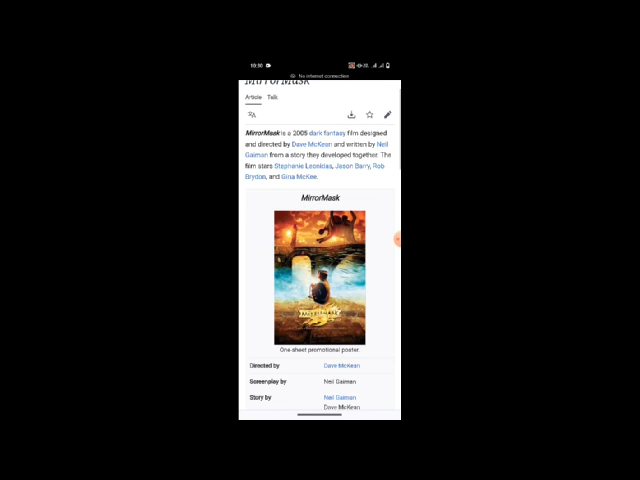 10:30
No internet connection
MirrorMask
Article Talk
MirrorMask is a 2005 dark fantasy film designed
and directed by Dave McKean and written by Neil
Gaiman from a story they developed together. The
film stars Stephanie Leonidas, Jason Barry, Rob
Brydon, and Gina McKee.
MirrorMask
MIRRORMASK
One-sheet promotional poster.
Directed by Dave McKean
Screenplay by Neil Gaiman
Story by Neil Gaiman
Dave McKean